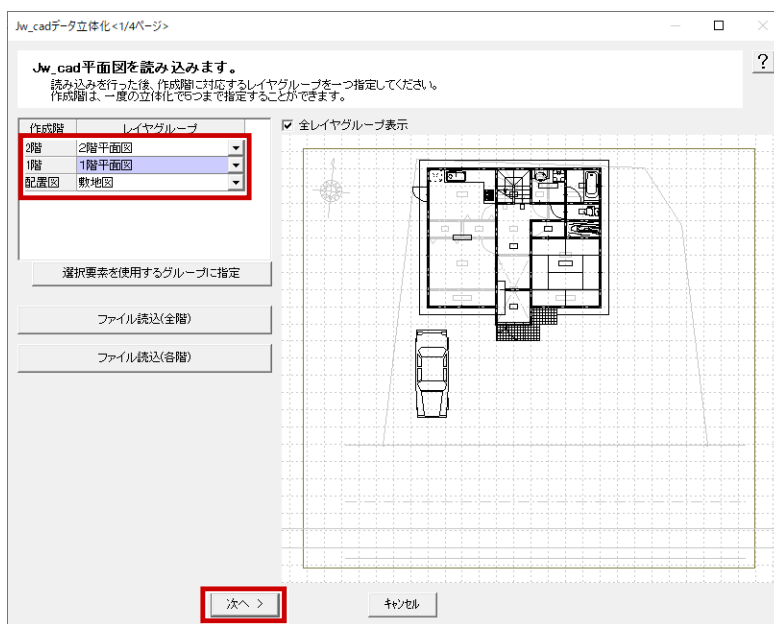 Jw_cadデータ立体化<1/4ページ>
Jw_cad平面図を読み込みます。
読み込みを行った後、作成階に対応するレイヤグループを一つ指定してください。
作成階は、一度の立体化で5つまで指定することができます。
?
作成階 レイヤグループ
2階 2階平面図
1階 1階平面図
配置図 敷地図
選択要素を使用するグループに指定
ファイル読込(全階)
ファイル読込(各階)
全レイヤグループ表示
次へ >
キャンセル